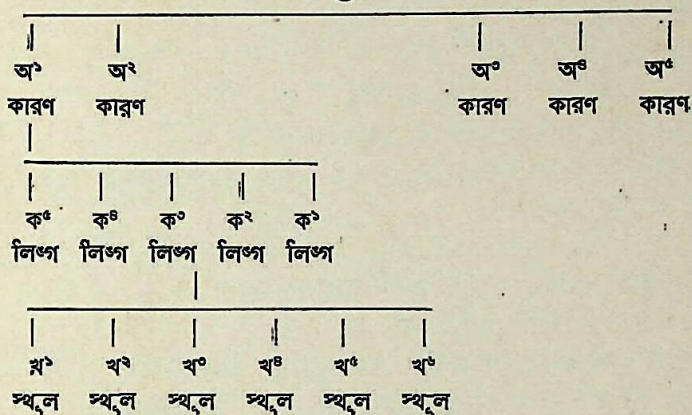 অ১ অ২ অ৩ অ৪ অ৫
কারণ কারণ কারণ কারণ কারণ
ক৫ ক৪ ক৩ ক২ ক১
লিঙ্গ লিঙ্গ লিঙ্গ লিঙ্গ লিঙ্গ
খ১ খ২ খ৩ খ৪ খ৫ খ৬
স্থূল স্থূল স্থূল স্থূল স্থূল স্থূল